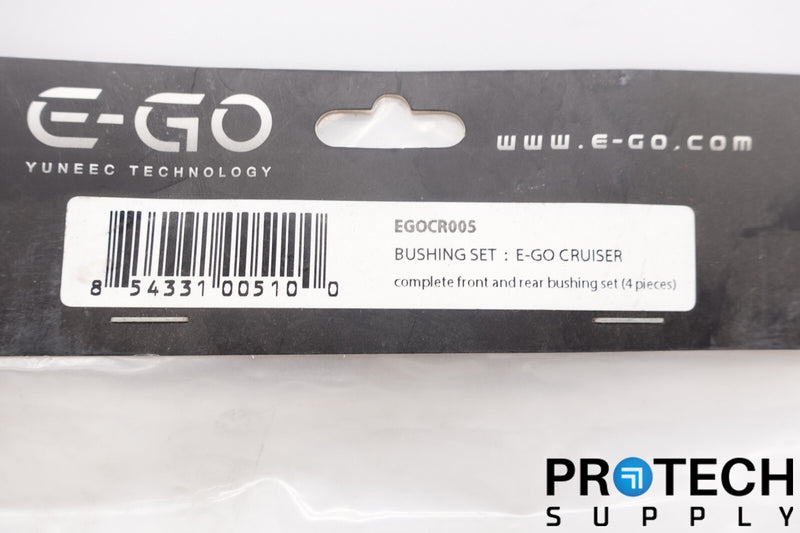 E-GO
YUNEEC TECHNOLOGY
www.e-go.com
EGOCR005
BUSHING SET : E-GO CRUISER
complete front and rear bushing set (4 pieces)
8 54331 00510 0
PROTECH
SUPPLY